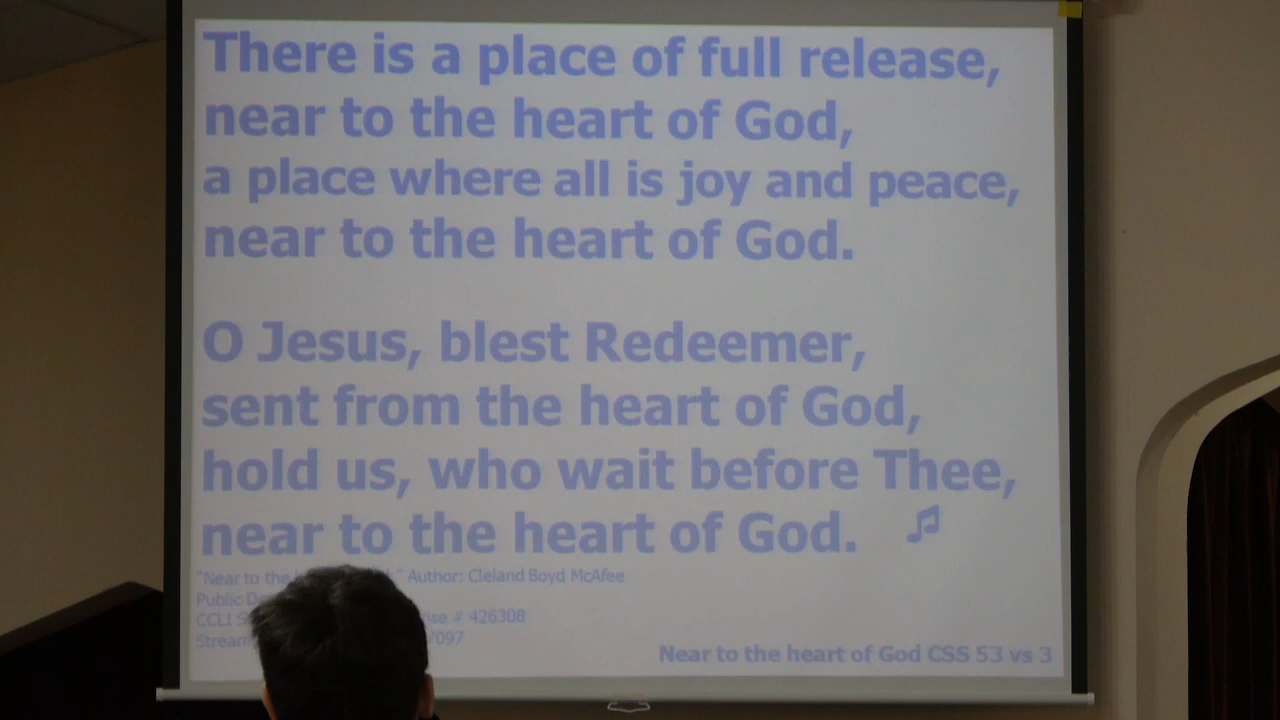 There is a place of full release,
near to the heart of God,
a place where all is joy and peace,
near to the heart of God.
O Jesus, blest Redeemer,
sent from the heart of God,
hold us, who wait before Thee,
near to the heart of God.
"Near to the Author: Cleland Boyd McAfee
Public
CCLI # 426308
097
Near to the heart of God CSS 53 vs 3